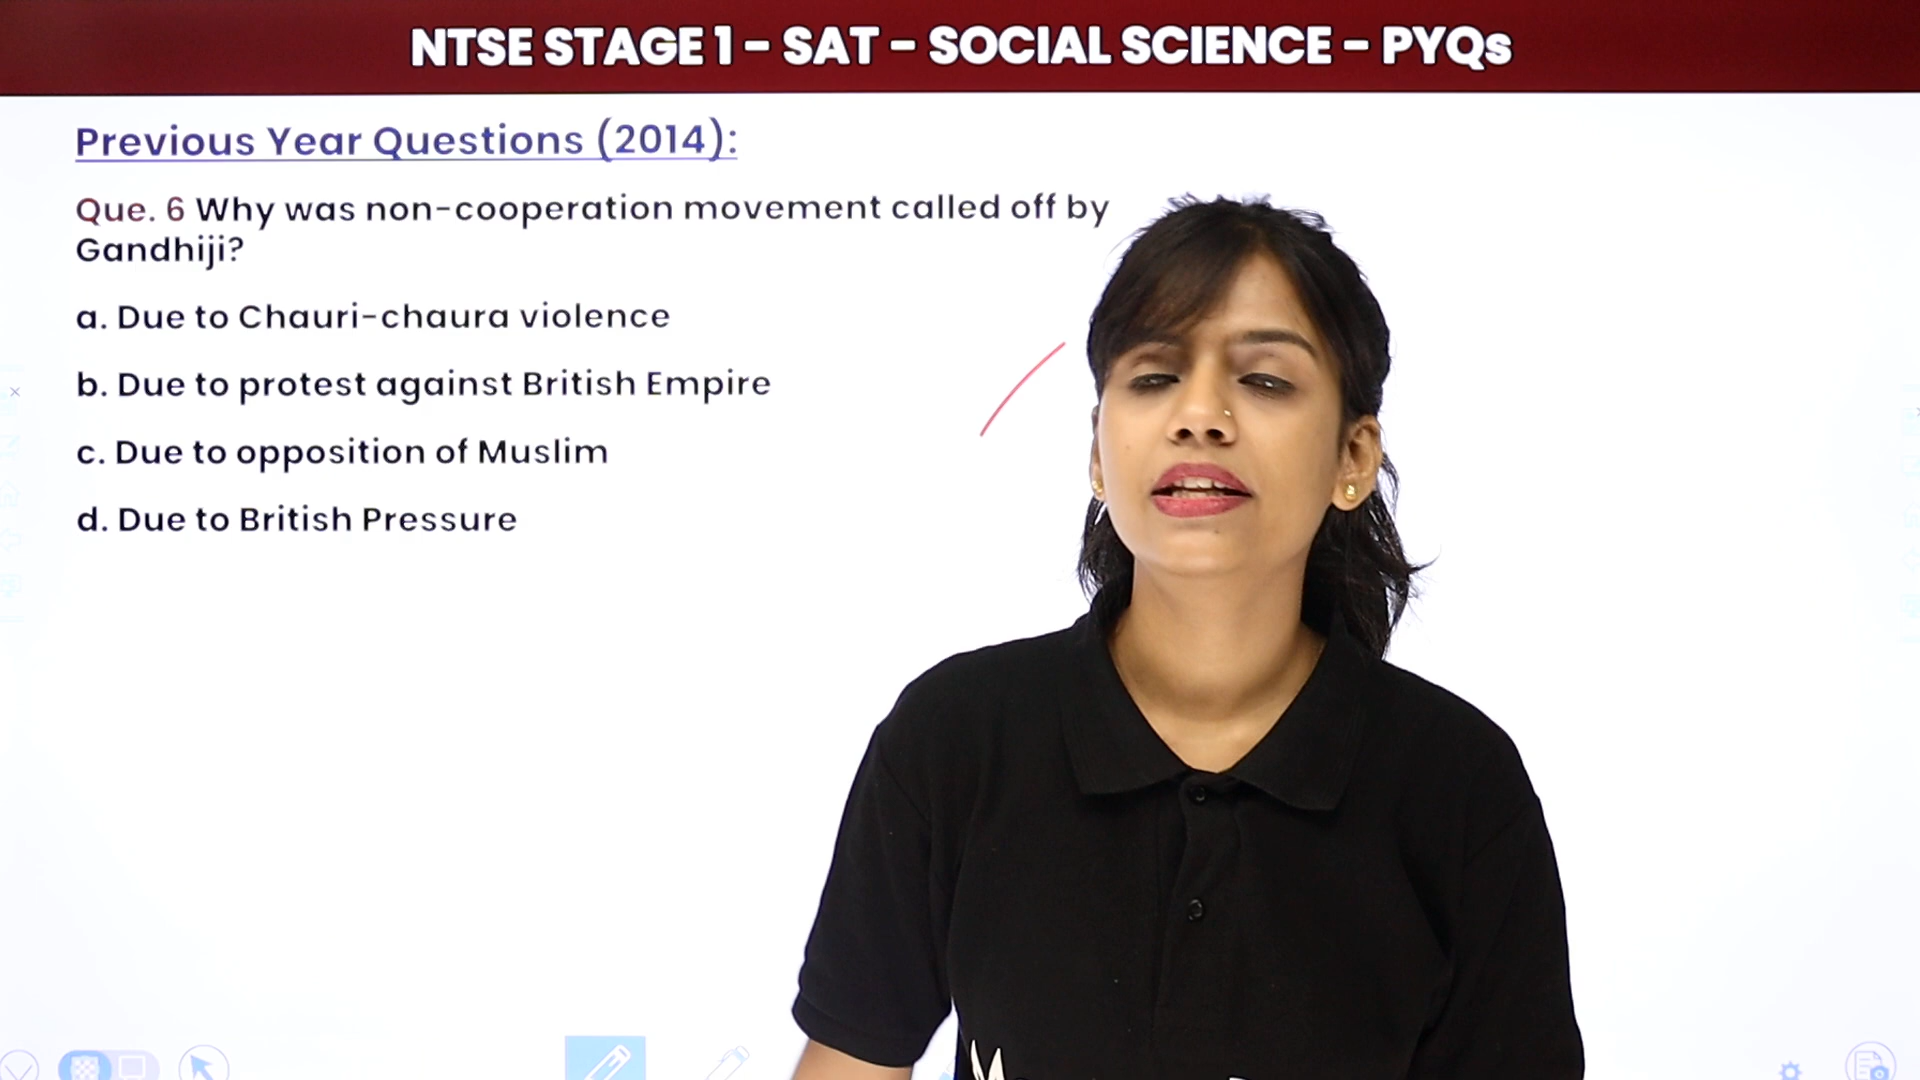 NTSE STAGE 1 – SAT – SOCIAL SCIENCE – PYQs
Previous Year Questions (2014):
Que. 6 Why was non-cooperation movement called off by
Gandhiji?
a. Due to Chauri-chaura violence
b. Due to protest against British Empire
c. Due to opposition of Muslim
d. Due to British Pressure